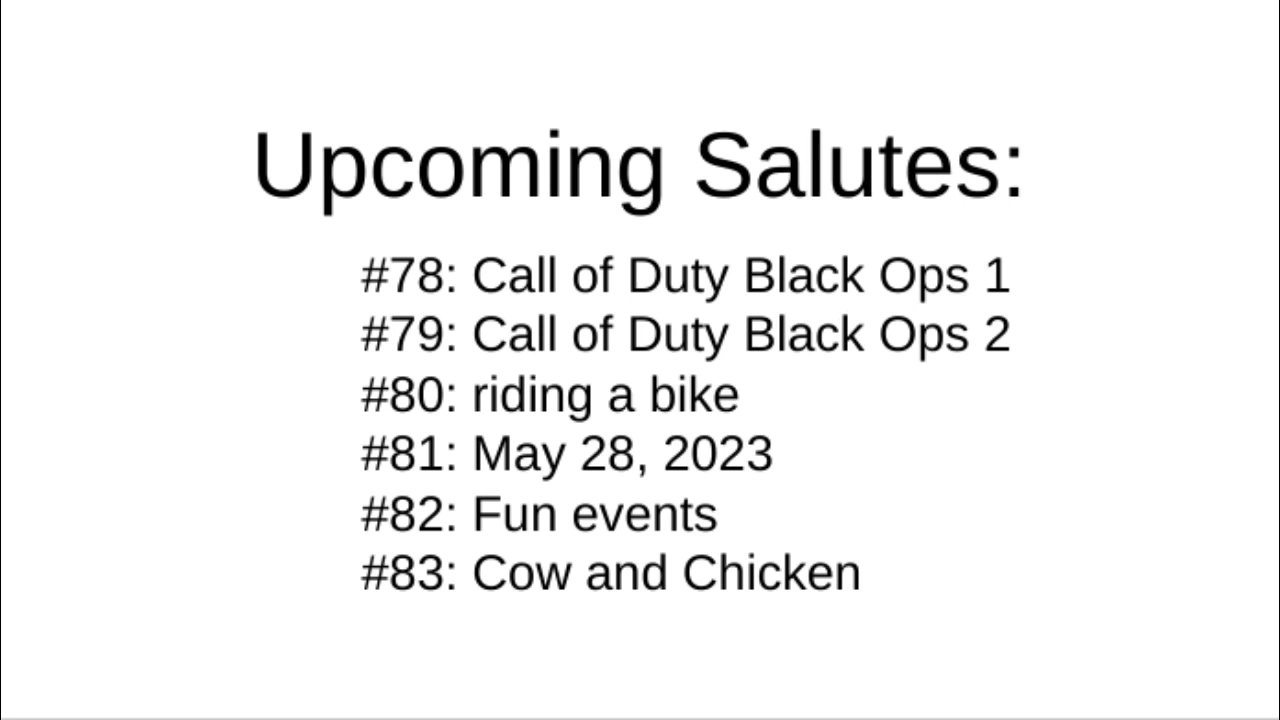 Upcoming Salutes:
#78: Call of Duty Black Ops 1
#79: Call of Duty Black Ops 2
#80: riding a bike
#81: May 28, 2023
#82: Fun events
#83: Cow and Chicken